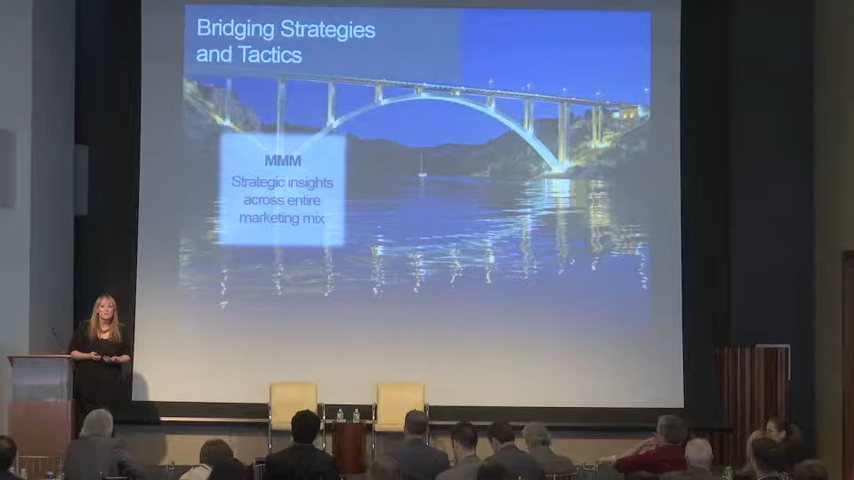 Bridging Strategies
and Tactics
MMM
Strategic insights
across entire
marketing mix